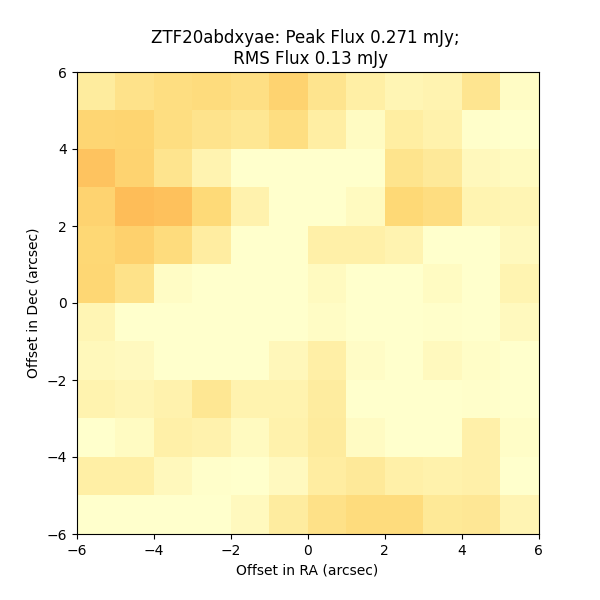 ZTF20abdxyae: Peak Flux 0.271 mJy;
RMS Flux 0.13 mJy
6
4
2
0
−2
−4
−6
Offset in Dec (arcsec)
−6 −4 −2 0 2 4 6
Offset in RA (arcsec)